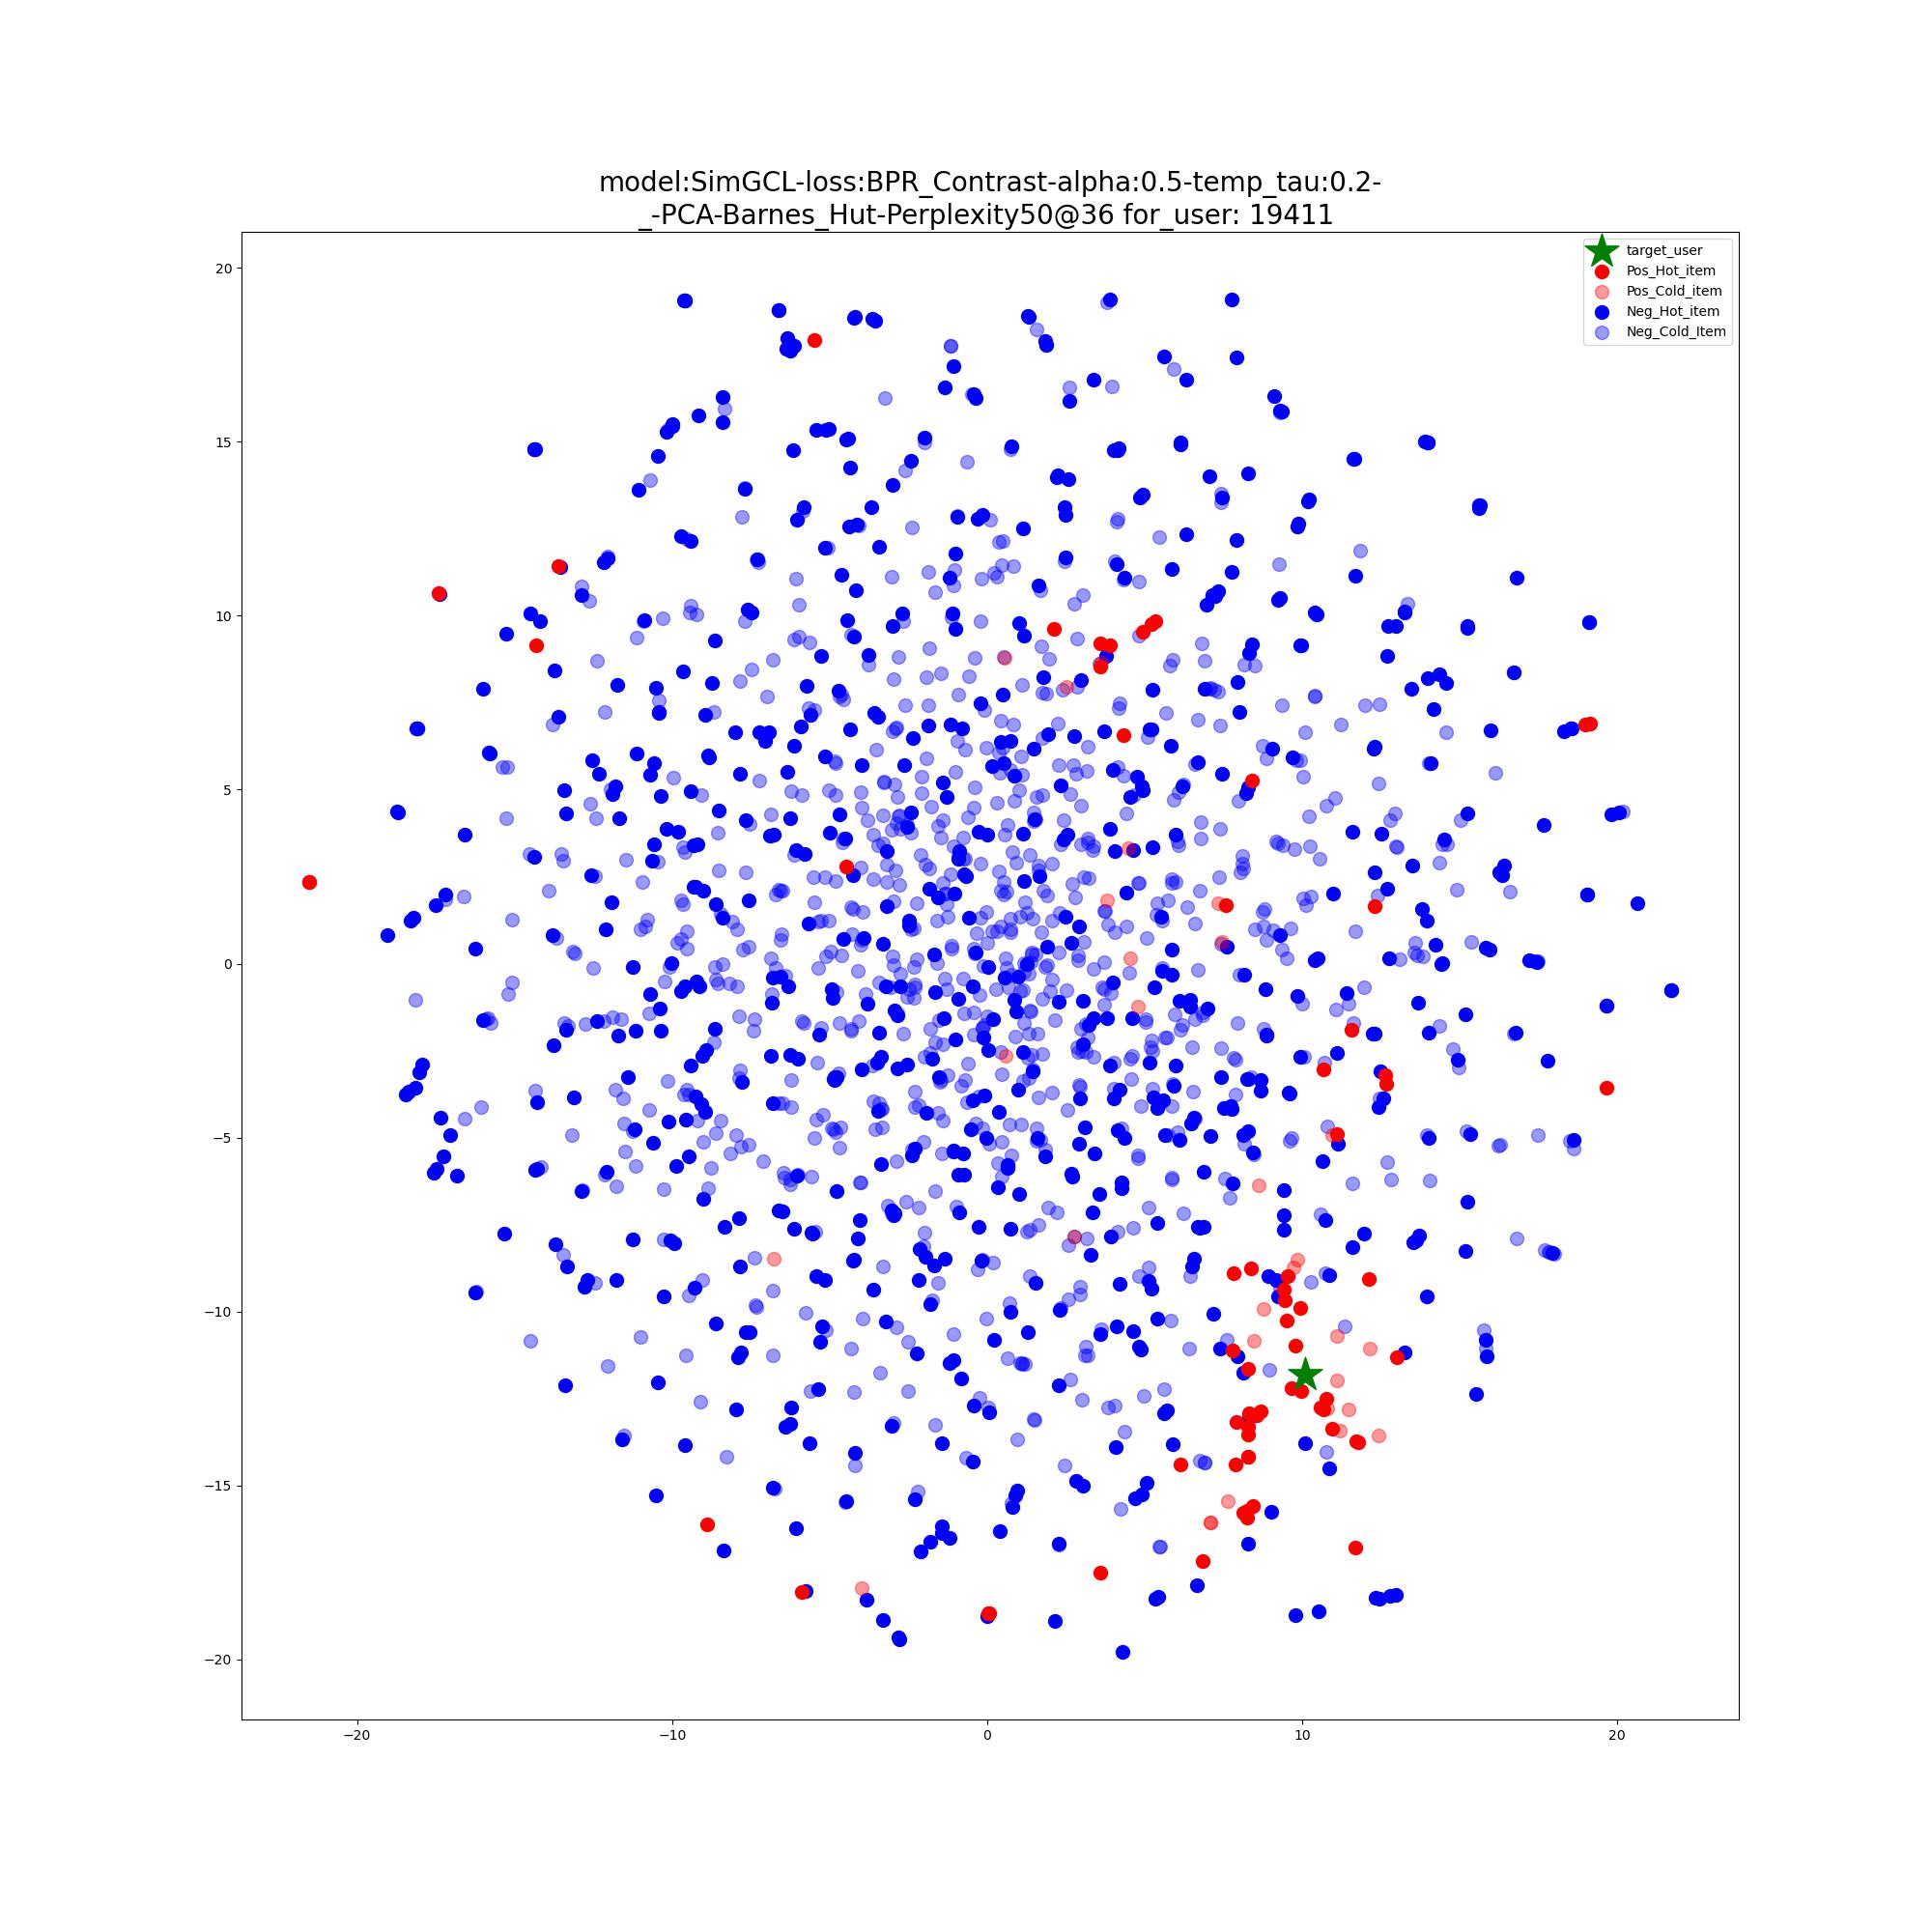 model:SimGCL-loss:BPR_Contrast-alpha:0.5-temp_tau:0.2-
_-PCA-Barnes_Hut-Perplexity50@36 for_user: 19411
target_user
Pos_Hot_item
Pos_Cold_item
Neg_Hot_item
Neg_Cold_Item
20
15
10
5
0
−5
−10
−15
−20
−20
−10
0
10
20